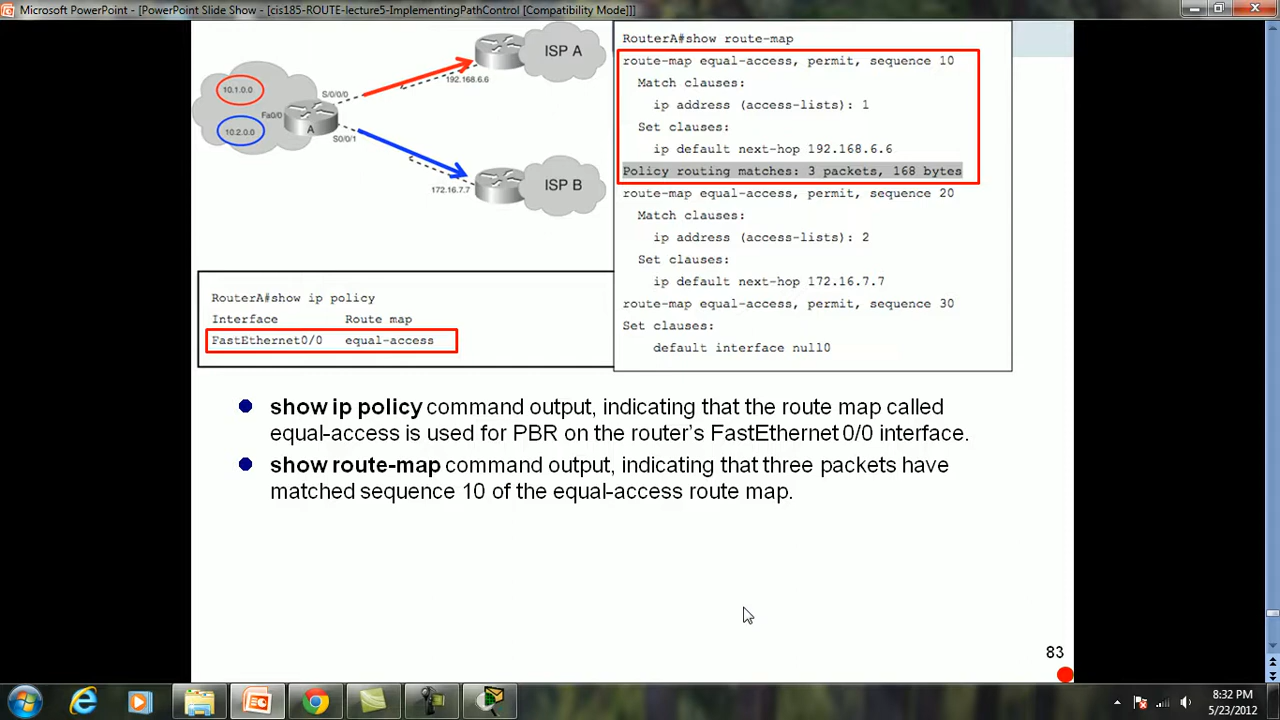 Microsoft PowerPoint - [PowerPoint Slide Show - [cis185-ROUTE-lecture5-ImplementingPathControl [Compatibility Mode]]]
ISP A
192.168.6.6
10.1.0.0
10.2.0.0
S/0/0/0
Fa0/0
A
S0/0/1
172.16.7.7
ISP B
RouterA#show route-map
route-map equal-access, permit, sequence 10
Match clauses:
ip address (access-lists): 1
Set clauses:
ip default next-hop 192.168.6.6
Policy routing matches: 3 packets, 168 bytes
route-map equal-access, permit, sequence 20
Match clauses:
ip address (access-lists): 2
Set clauses:
ip default next-hop 172.16.7.7
route-map equal-access, permit, sequence 30
Set clauses:
default interface null0
RouterA#show ip policy
Interface Route map
FastEthernet0/0 equal-access
show ip policy command output, indicating that the route map called
equal-access is used for PBR on the router's FastEthernet 0/0 interface.
show route-map command output, indicating that three packets have
matched sequence 10 of the equal-access route map.
83
8:32 PM
5/23/2012